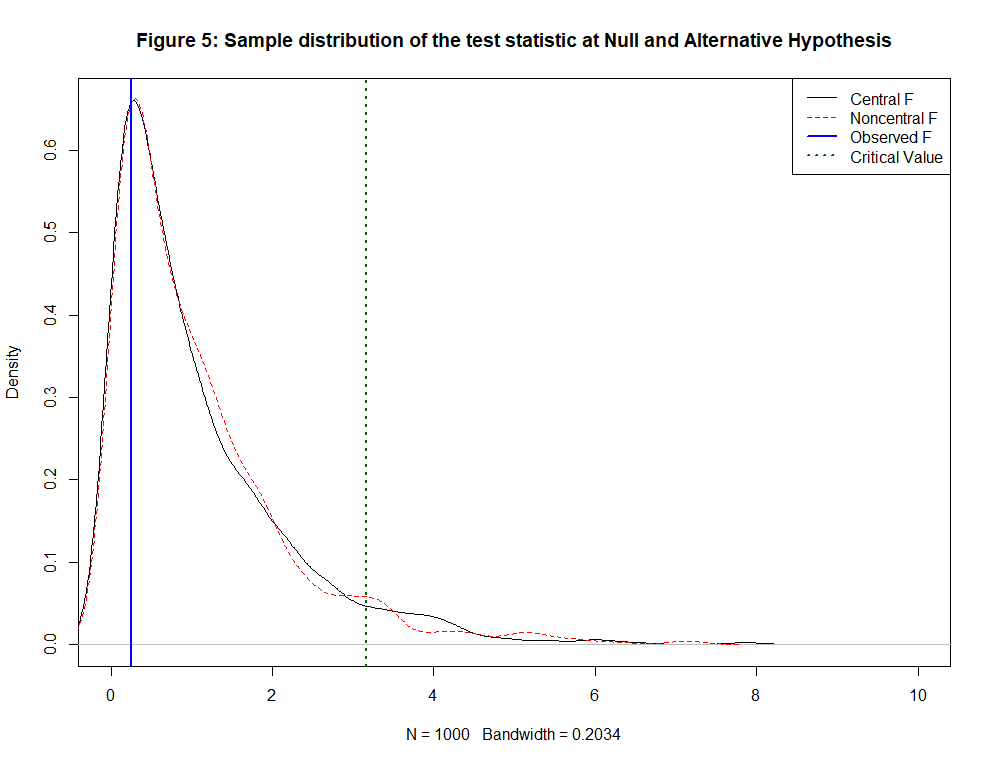 Figure 5: Sample distribution of the test statistic at Null and Alternative Hypothesis
Central F
Noncentral F
Observed F
Critical Value
Density
0.6
0.5
0.4
0.3
0.2
0.1
0.0
0 2 4 6 8 10
N = 1000 Bandwidth = 0.2034